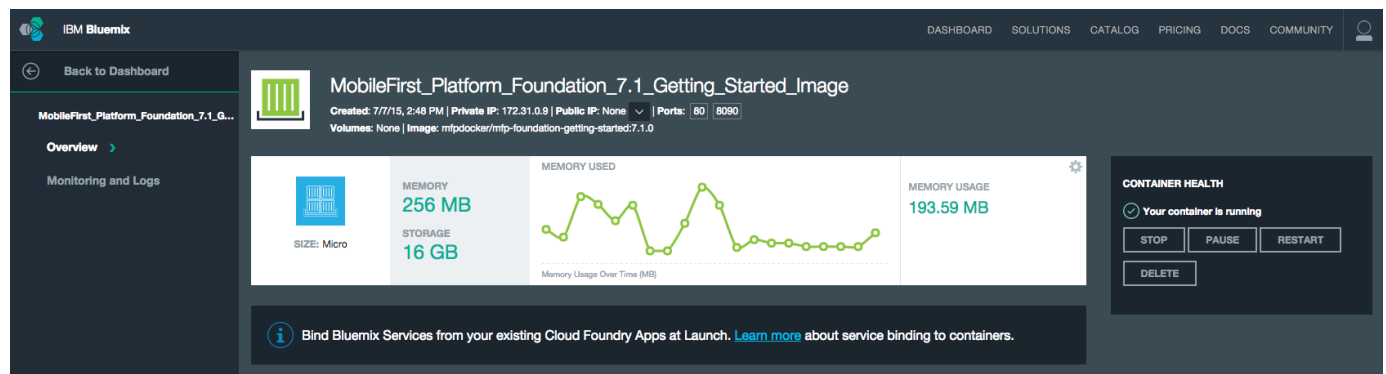 IBM Bluemix
DASHBOARD SOLUTIONS CATALOG PRICING DOCS COMMUNITY
Back to Dashboard
MobileFirst_Platform_Foundation_7.1_G...
Overview
Monitoring and Logs
MobileFirst_Platform_Foundation_7.1_Getting_Started_Image
Created: 7/7/15, 2:48 PM | Private IP: 172.31.0.9 | Public IP: None | Ports: 80 8090
Volumes: None | Image: mfpdocker/mfp-foundation-getting-started:7.1.0
SIZE: Micro
MEMORY
256 MB
STORAGE
16 GB
MEMORY USED
Memory Usage Over Time (MB)
MEMORY USAGE
193.59 MB
CONTAINER HEALTH
Your container is running
STOP PAUSE RESTART
DELETE
Bind Bluemix Services from your existing Cloud Foundry Apps at Launch. Learn more about service binding to containers.